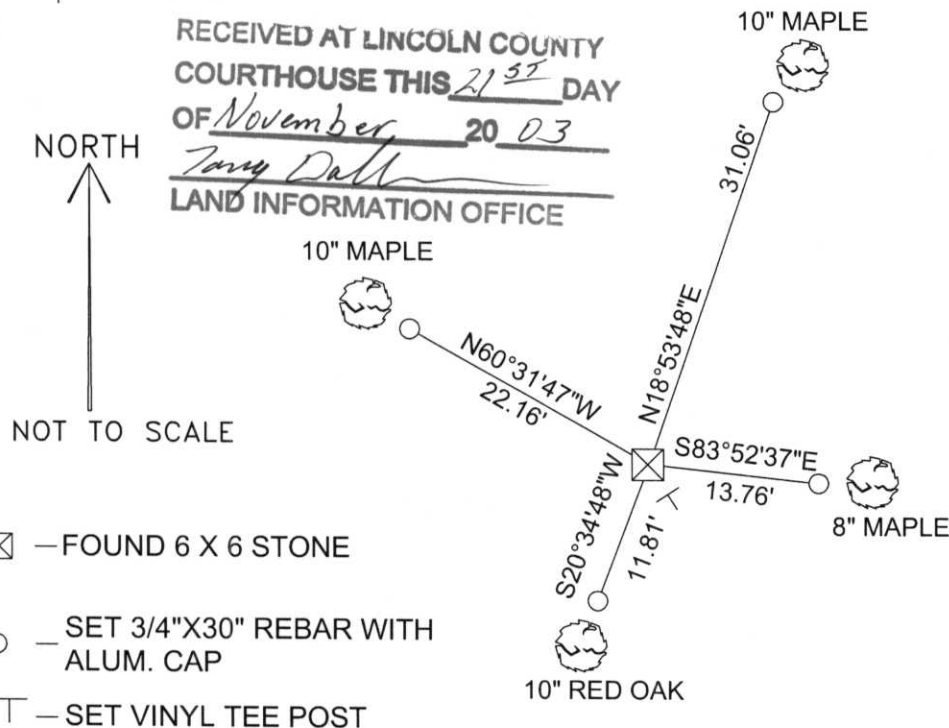 10" MAPLE
RECEIVED AT LINCOLN COUNTY
COURTHOUSE THIS 21ST DAY
OF November 20 03
LAND INFORMATION OFFICE
NORTH
31.06'
10" MAPLE
N18°53'48"E
N60°31'47"W
22.16'
NOT TO SCALE
S83°52'37"E
13.76'
8" MAPLE
S20°34'48"W
11.81'
10" RED OAK
— FOUND 6 X 6 STONE
— SET 3/4"X30" REBAR WITH
ALUM. CAP
— SET VINYL TEE POST